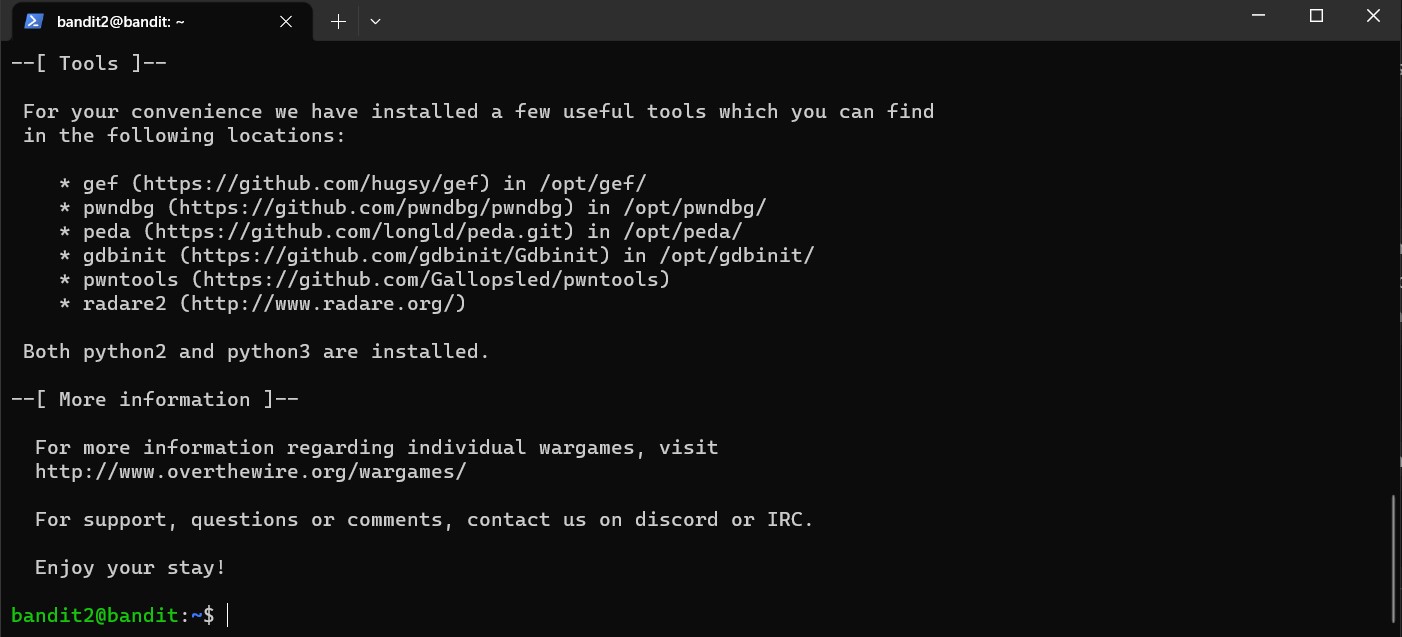 bandit2@bandit: ~
--[ Tools ]--
For your convenience we have installed a few useful tools which you can find
in the following locations:
* gef (https://github.com/hugsy/gef) in /opt/gef/
* pwndbg (https://github.com/pwndbg/pwndbg) in /opt/pwndbg/
* peda (https://github.com/longld/peda.git) in /opt/peda/
* gdbinit (https://github.com/gdbinit/Gdbinit) in /opt/gdbinit/
* pwntools (https://github.com/Gallopsled/pwntools)
* radare2 (http://www.radare.org/)
Both python2 and python3 are installed.
--[ More information ]--
For more information regarding individual wargames, visit
http://www.overthewire.org/wargames/
For support, questions or comments, contact us on discord or IRC.
Enjoy your stay!
bandit2@bandit:~$